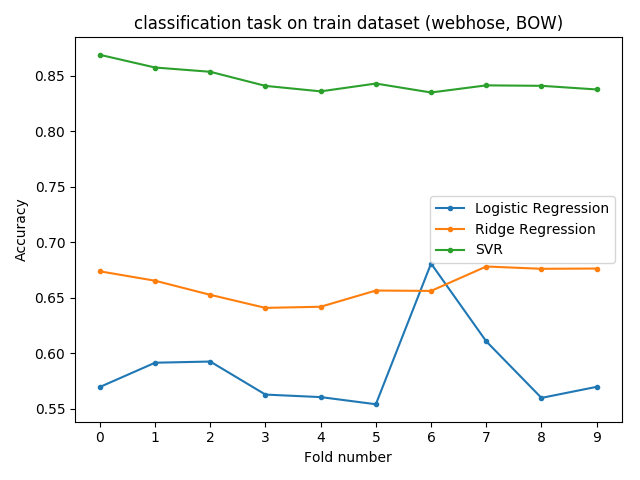 classification task on train dataset (webhose, BOW)
0.85
0.80
0.75
0.70
0.65
0.60
0.55
Accuracy
Logistic Regression
Ridge Regression
SVR
0 1 2 3 4 5 6 7 8 9
Fold number